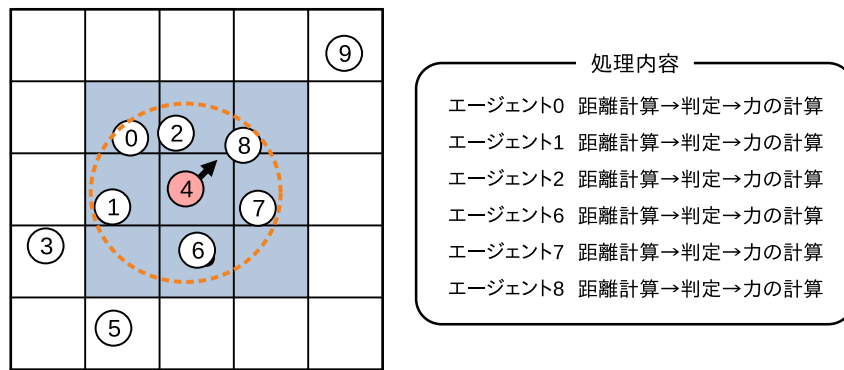 9
0
2
8
4
1
7
3
6
5
処理内容
エージェント0 距離計算→判定→力の計算
エージェント1 距離計算→判定→力の計算
エージェント2 距離計算→判定→力の計算
エージェント6 距離計算→判定→力の計算
エージェント7 距離計算→判定→力の計算
エージェント8 距離計算→判定→力の計算